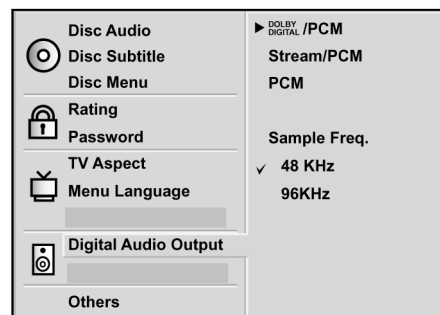 Disc Audio
Disc Subtitle
Disc Menu
Rating
Password
TV Aspect
Menu Language
Digital Audio Output
Others
DOLBY DIGITAL /PCM
Stream/PCM
PCM
Sample Freq.
✓ 48 KHz
96KHz